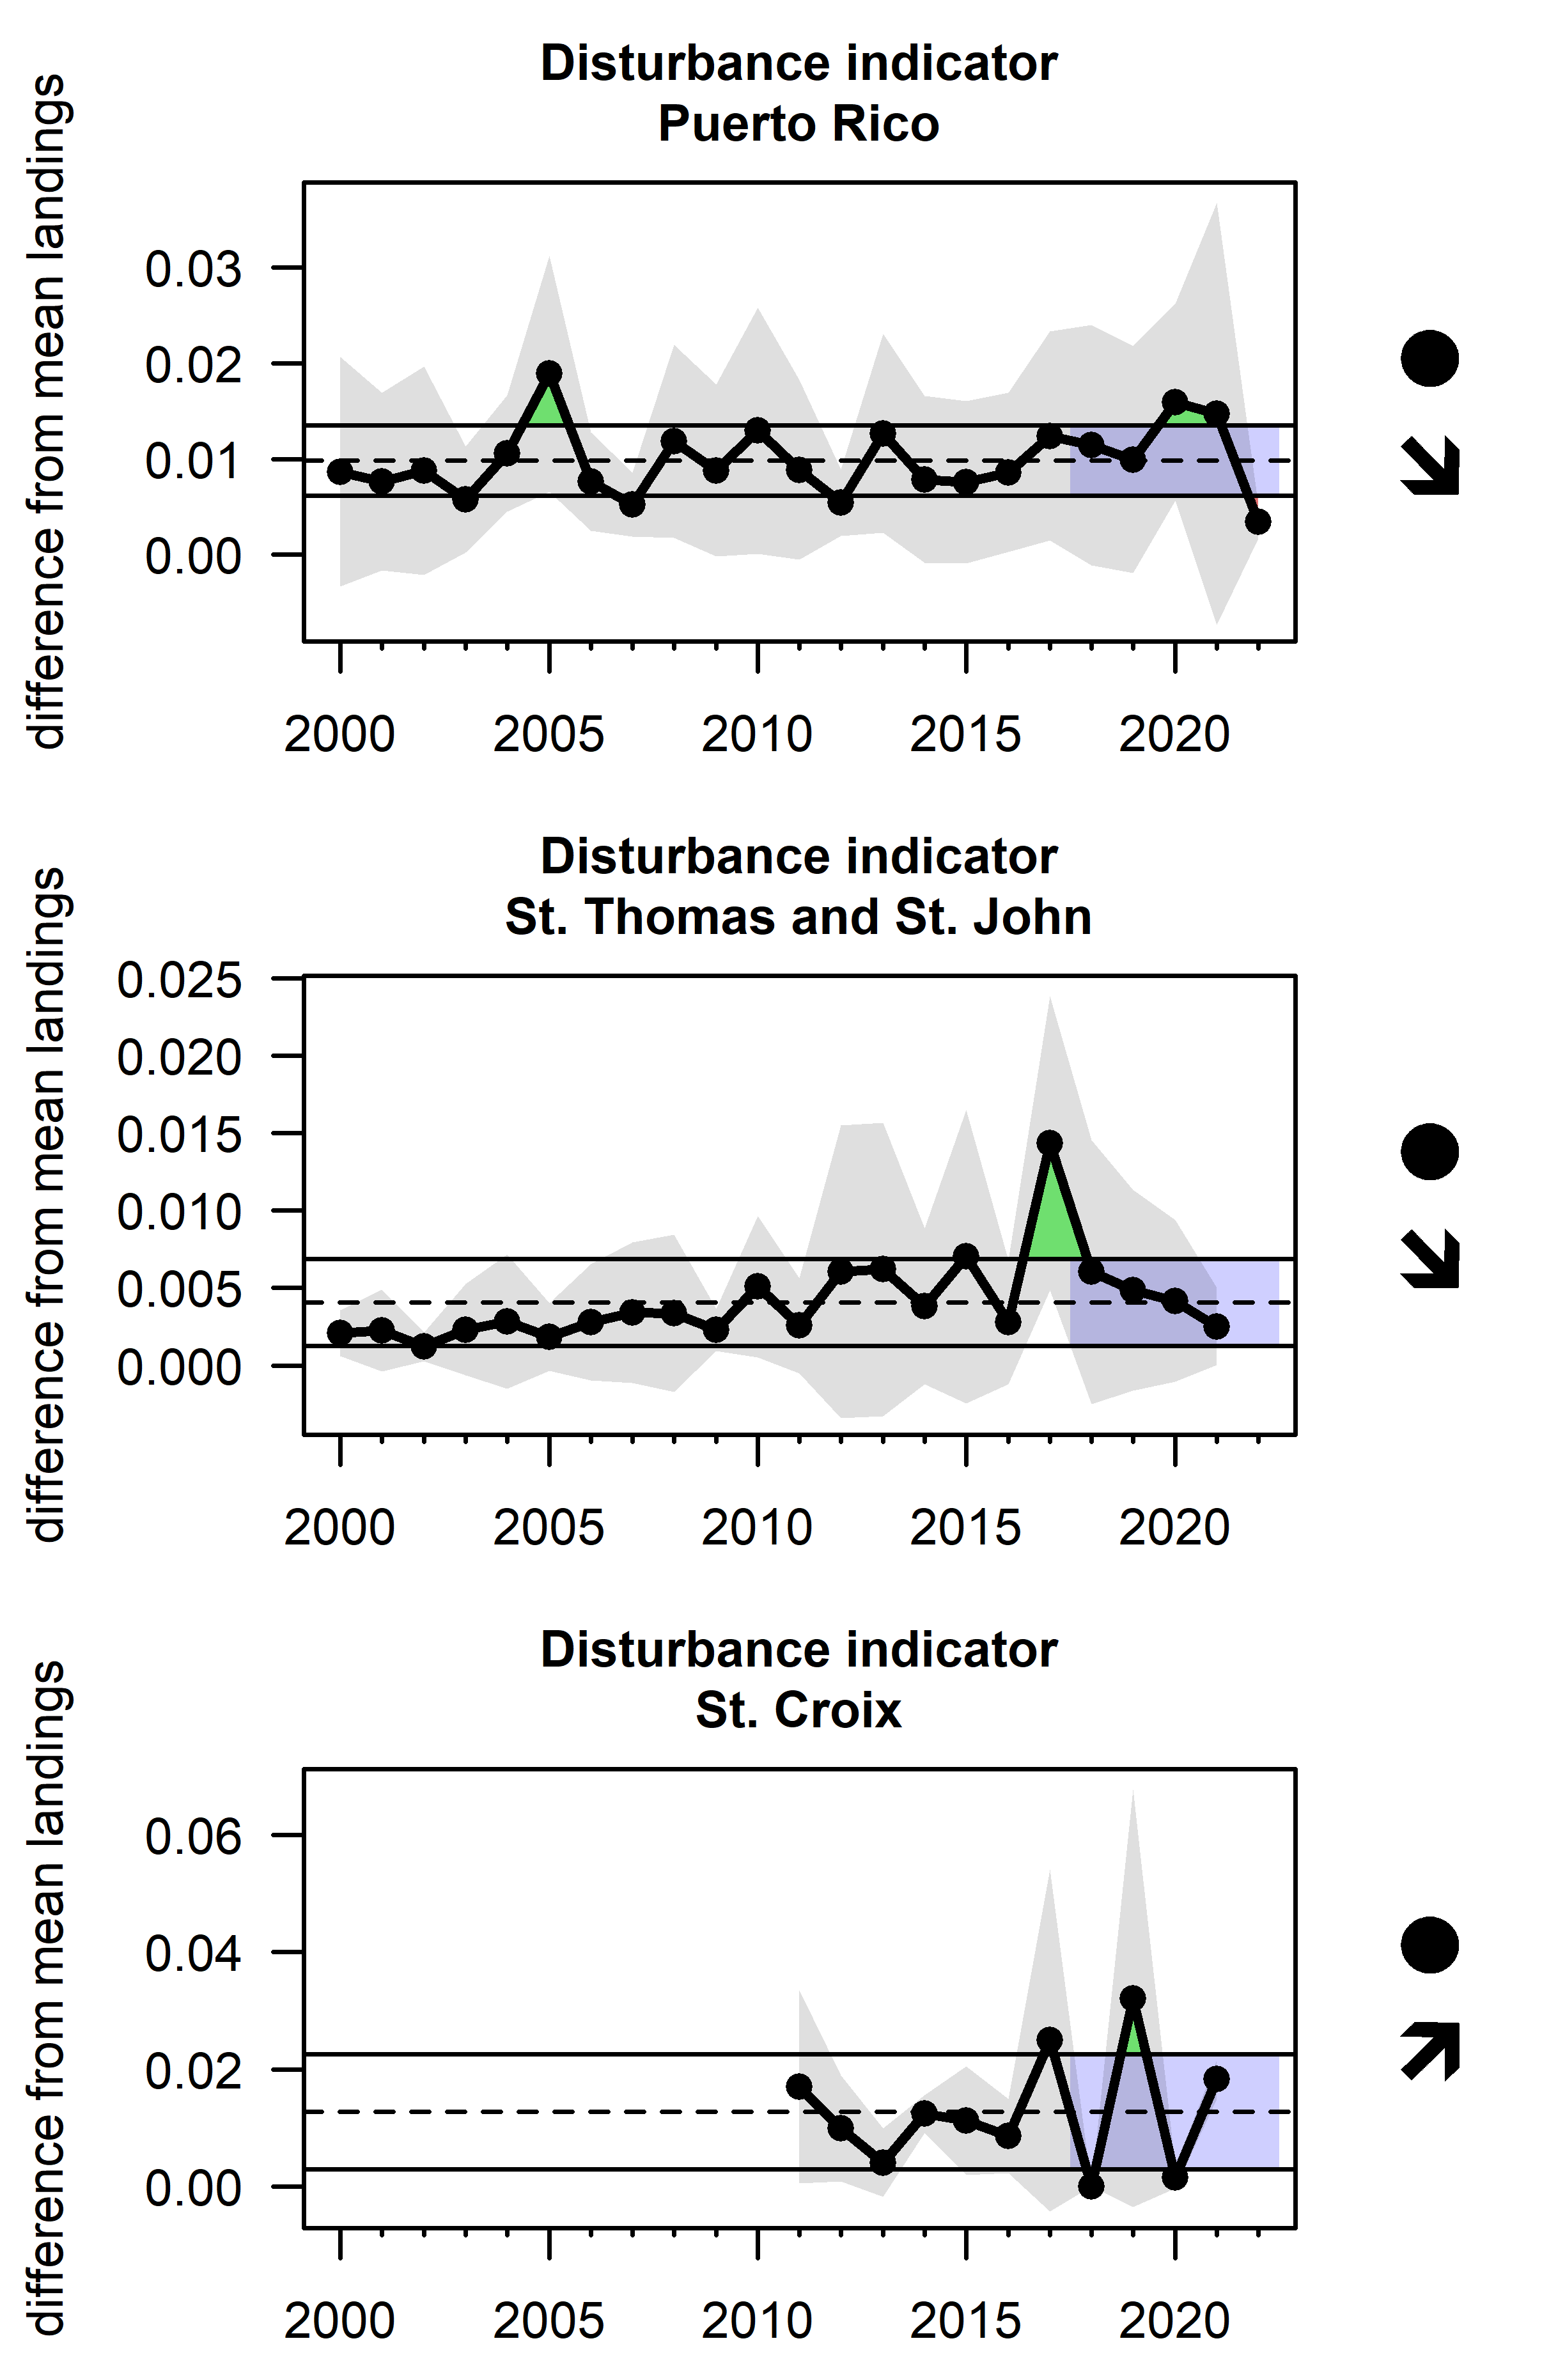 Disturbance indicator
Puerto Rico
difference from mean landings
0.03
0.02
0.01
0.00
2000 2005 2010 2015 2020
Disturbance indicator
St. Thomas and St. John
difference from mean landings
0.025
0.020
0.015
0.010
0.005
0.000
2000 2005 2010 2015 2020
Disturbance indicator
St. Croix
difference from mean landings
0.06
0.04
0.02
0.00
2000 2005 2010 2015 2020